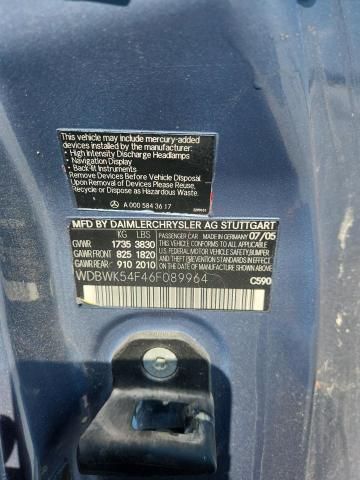 This vehicle may include mercury-added
devices installed by the manufacturer:
• High Intensity Discharge Headlamps
• Navigation Display
• Back-lit Instruments
Remove Devices Before Vehicle Disposal
Upon Removal of Devices Please Reuse,
Recycle or Dispose as Hazardous Waste.
A 000 584 36 17
MFD BY DAIMLERCHRYSLER AG STUTTGART
KG LBS PASSENGER CAR MADE IN GERMANY 07/05
GVWR 1735 3830
GAWR FRONT 825 1820
GAWR REAR 910 2010
THIS VEHICLE CONFORMS TO ALL
APPLICABLE U.S. FEDERAL MOTOR
VEHICLE SAFETY, BUMPER,
AND THEFT PREVENTION STANDARDS
IN EFFECT ON THE DATE OF
MANUFACTURE SHOWN ABOVE.
WDBWK54F46F089964 C590